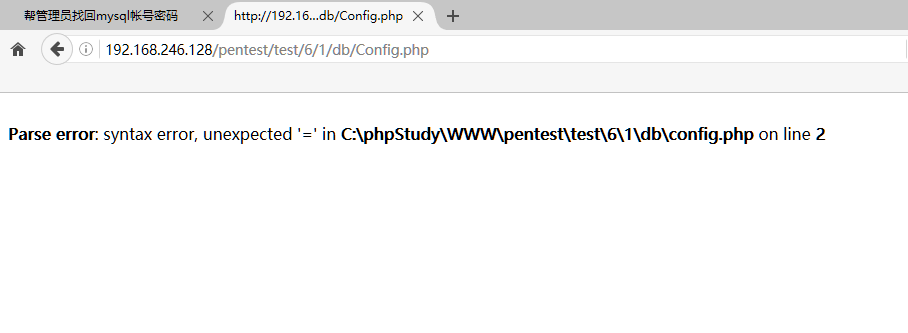 帮管理员找回mysql帐号密码
http://192.16...db/Config.php
192.168.246.128/pentest/test/6/1/db/Config.php
Parse error: syntax error, unexpected '=' in C:\phpStudy\WWW\pentest\test\6\1\db\config.php on line 2